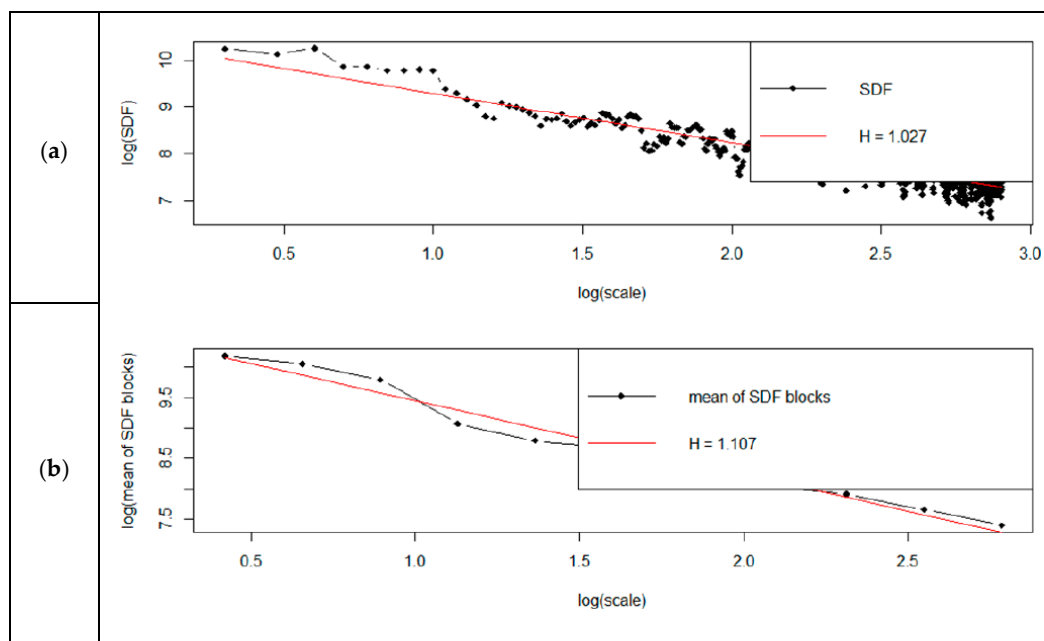 (a)
log(SDF)
10
9
8
7
SDF
H = 1.027
0.5 1.0 1.5 2.0 2.5 3.0
log(scale)
(b)
log(mean of SDF blocks)
9.5
8.5
7.5
mean of SDF blocks
H = 1.107
0.5 1.0 1.5 2.0 2.5
log(scale)